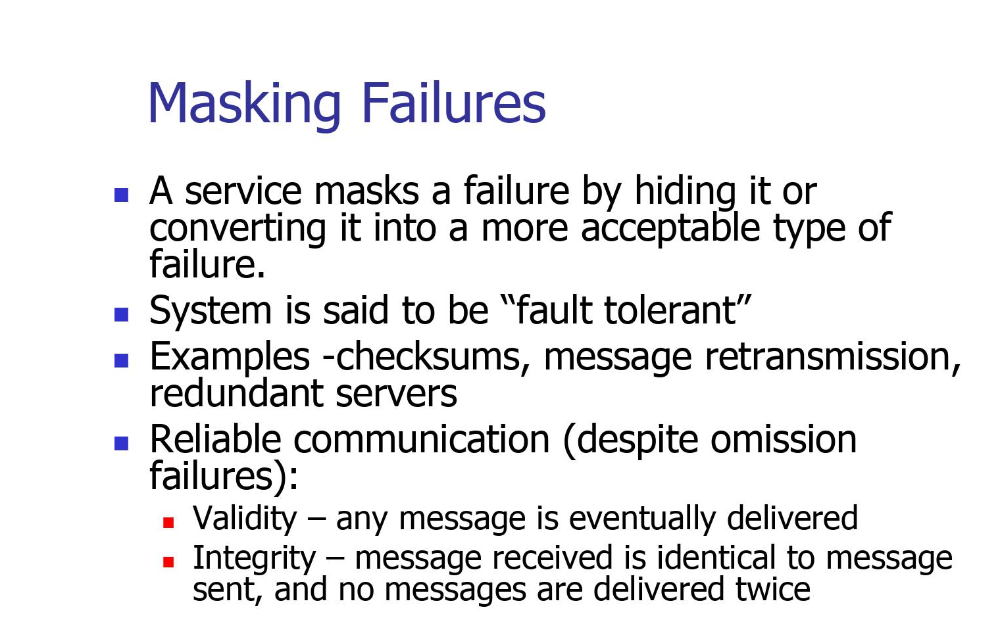 Masking Failures
A service masks a failure by hiding it or
converting it into a more acceptable type of
failure.
System is said to be “fault tolerant”
Examples -checksums, message retransmission,
redundant servers
Reliable communication (despite omission
failures):
Validity – any message is eventually delivered
Integrity – message received is identical to message
sent, and no messages are delivered twice